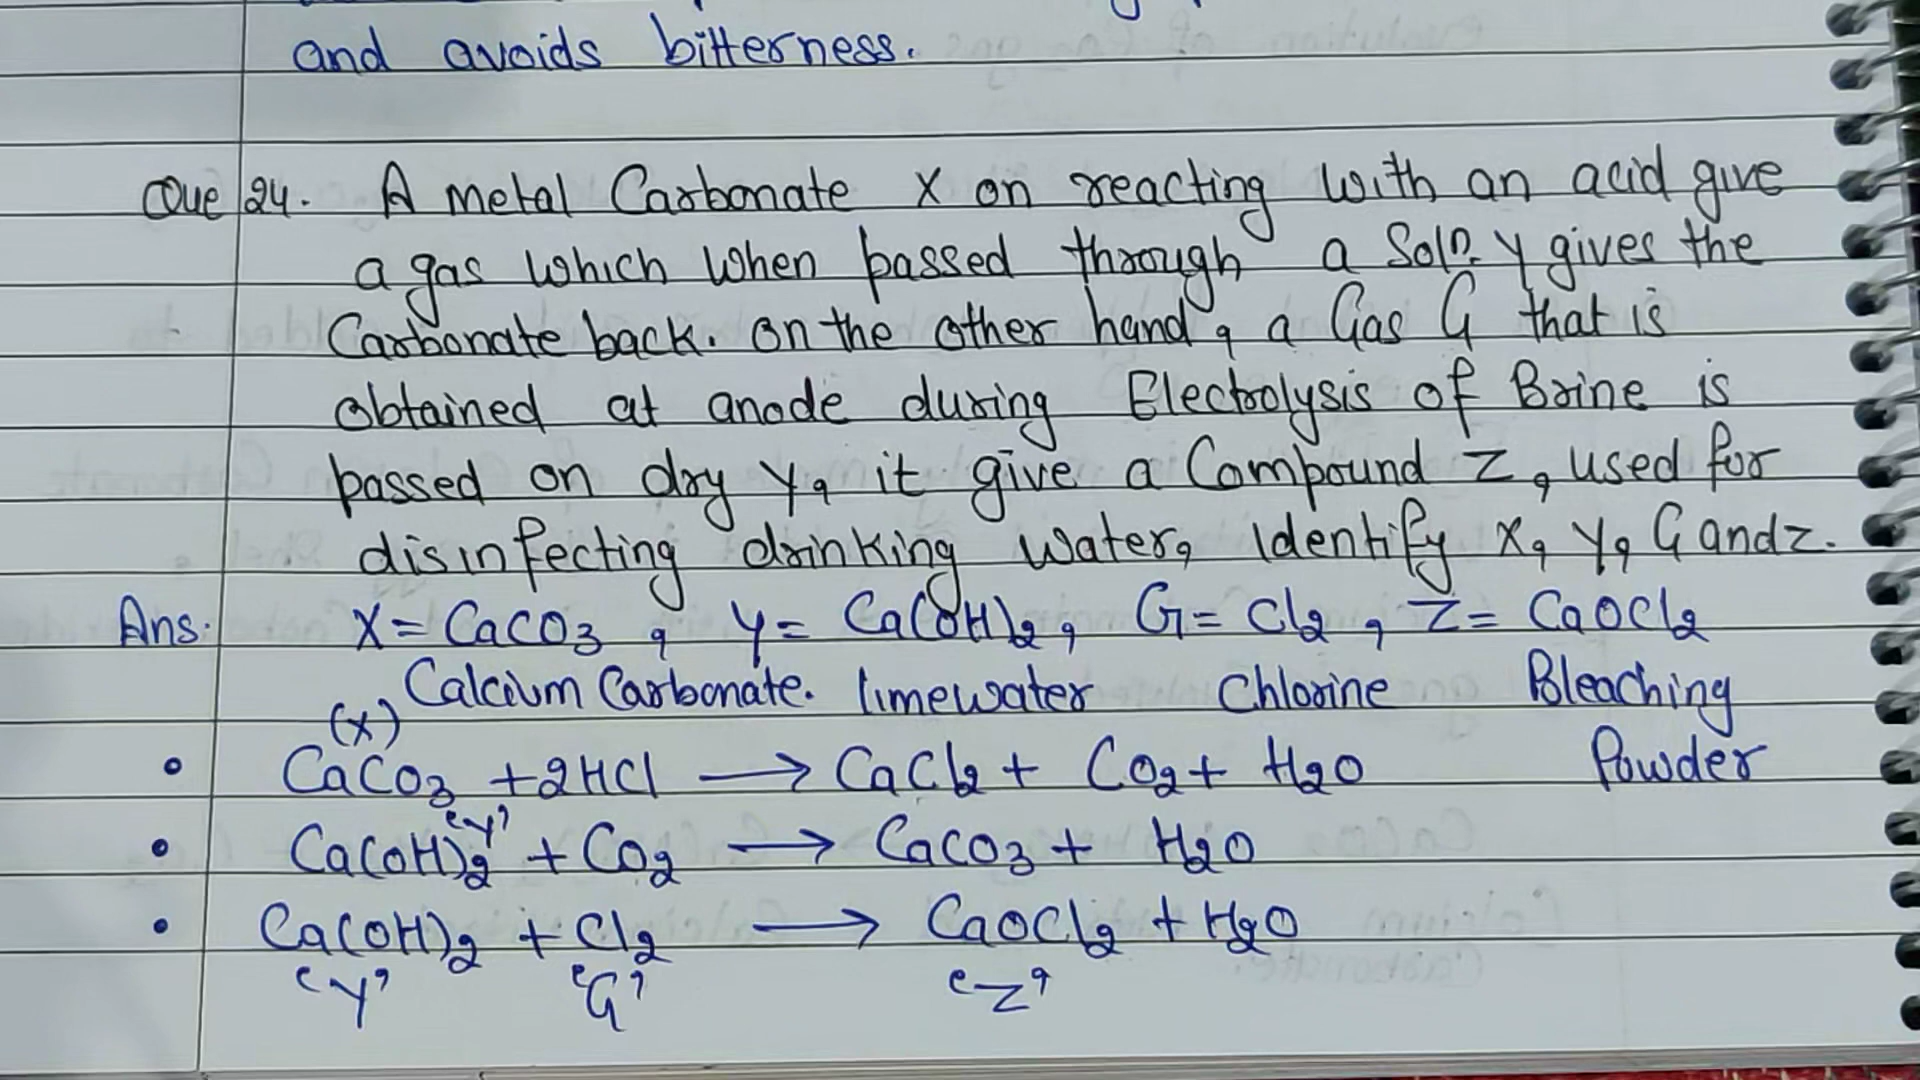 and avoids bitterness.
Que 24. A metal Carbonate X on reacting with an acid give
a gas which when passed through a Soln. Y gives the
Carbonate back. On the other hand, a Gas G that is
obtained at anode during Electrolysis of Brine is
passed on dry Y, it give a Compound Z, used for
disinfecting drinking water, Identify X, Y, G and Z.
Ans. X = CaCO3, Y = Ca(OH)2, G = Cl2, Z = CaOCl2
Calcium Carbonate. limewater Chlorine Bleaching
Powder
(X)
• CaCO3 + 2HCl → CaCl2 + CO2 + H2O
'Y'
• Ca(OH)2 + CO2 → CaCO3 + H2O
• Ca(OH)2 + Cl2 → CaOCl2 + H2O
'Y' 'G' 'Z'